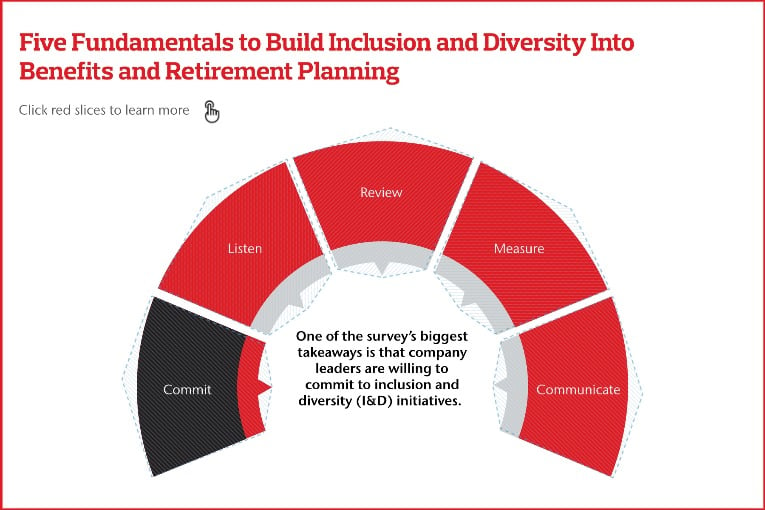 Five Fundamentals to Build Inclusion and Diversity Into
Benefits and Retirement Planning
Click red slices to learn more
Review
Listen
Measure
Commit
Communicate
One of the survey’s biggest
takeaways is that company
leaders are willing to
commit to inclusion and
diversity (I&D) initiatives.